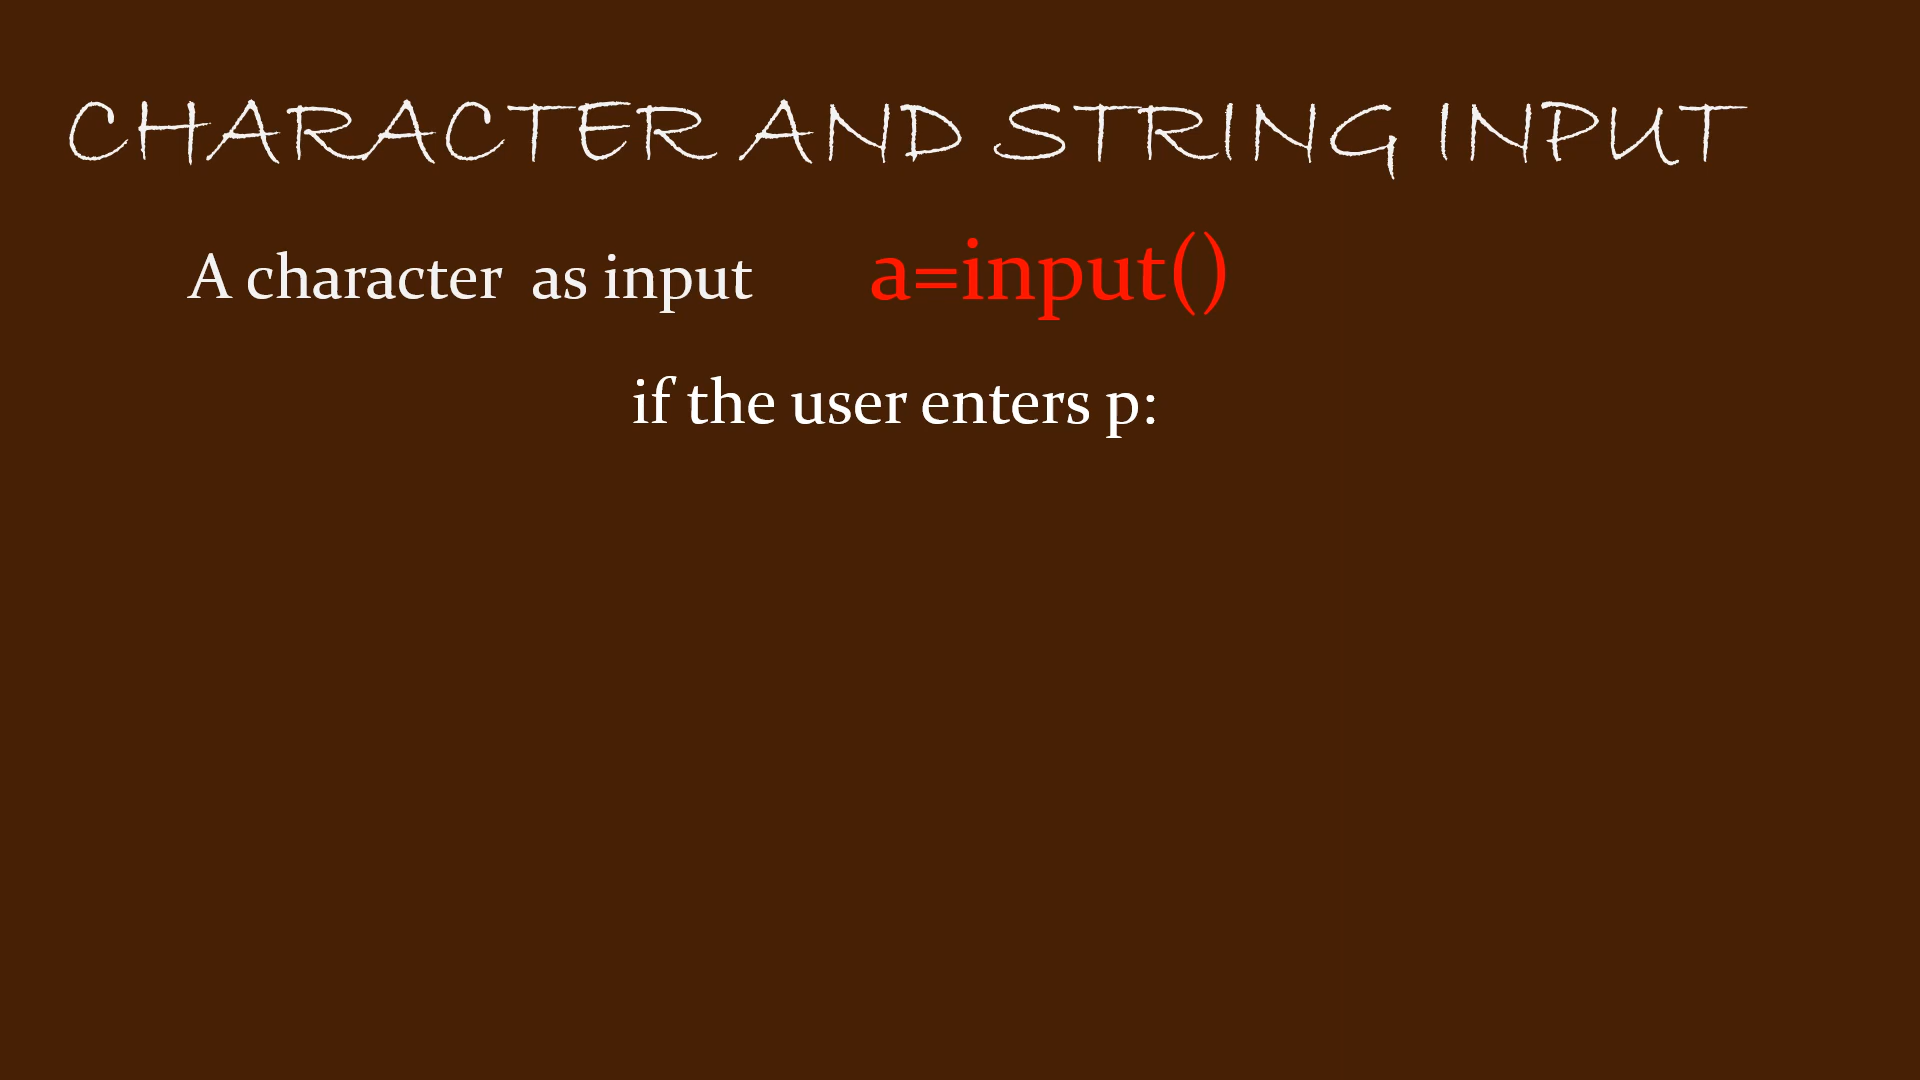 CHARACTER AND STRING INPUT
A character as input a=input()
if the user enters p: